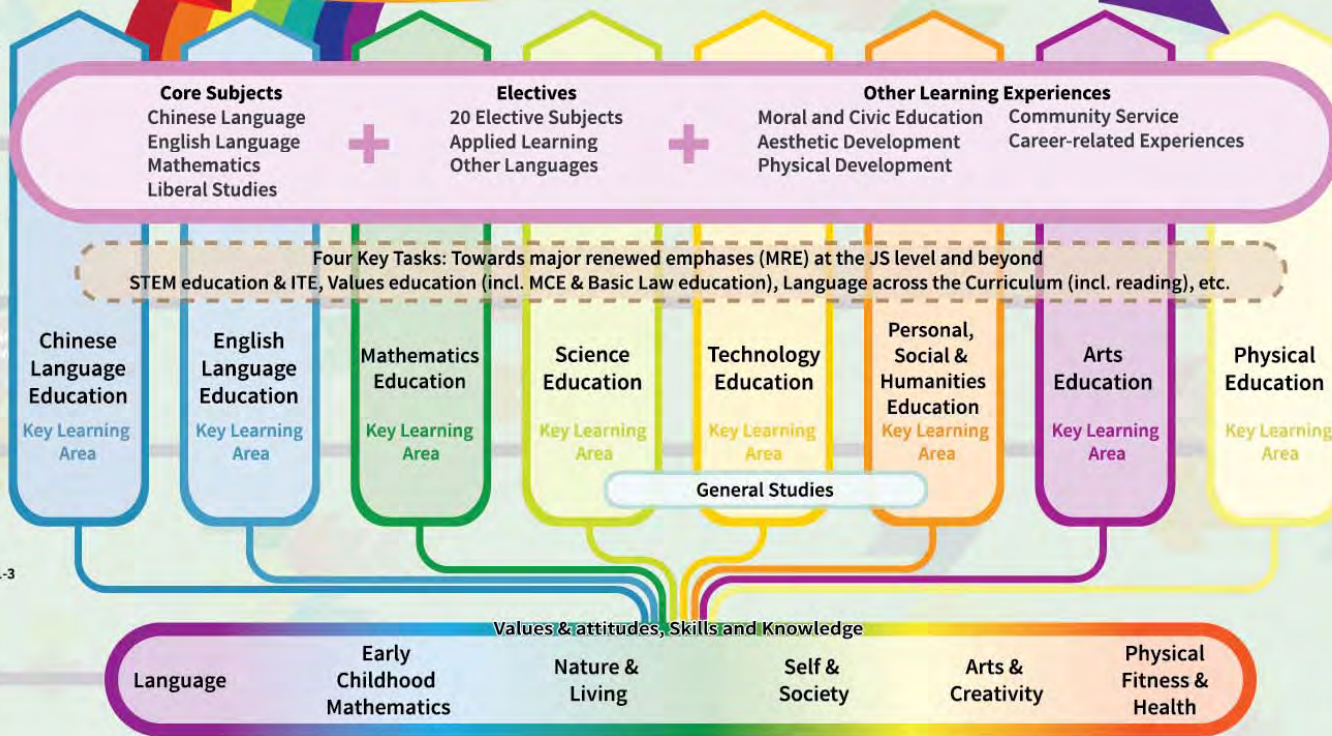 Core Subjects
Chinese Language
English Language
Mathematics
Liberal Studies
+
Electives
20 Elective Subjects
Applied Learning
Other Languages
+
Other Learning Experiences
Moral and Civic Education
Aesthetic Development
Physical Development
Community Service
Career-related Experiences
Four Key Tasks: Towards major renewed emphases (MRE) at the JS level and beyond
STEM education & ITE, Values education (incl. MCE & Basic Law education), Language across the Curriculum (incl. reading), etc.
Chinese
Language
Education
Key Learning
Area
English
Language
Education
Key Learning
Area
Mathematics
Education
Key Learning
Area
Science
Education
Key Learning
Area
Technology
Education
Key Learning
Area
Personal,
Social &
Humanities
Education
Key Learning
Area
Arts
Education
Key Learning
Area
Physical
Education
Key Learning
Area
General Studies
-3
Values & attitudes, Skills and Knowledge
Language
Early
Childhood
Mathematics
Nature &
Living
Self &
Society
Arts &
Creativity
Physical
Fitness &
Health